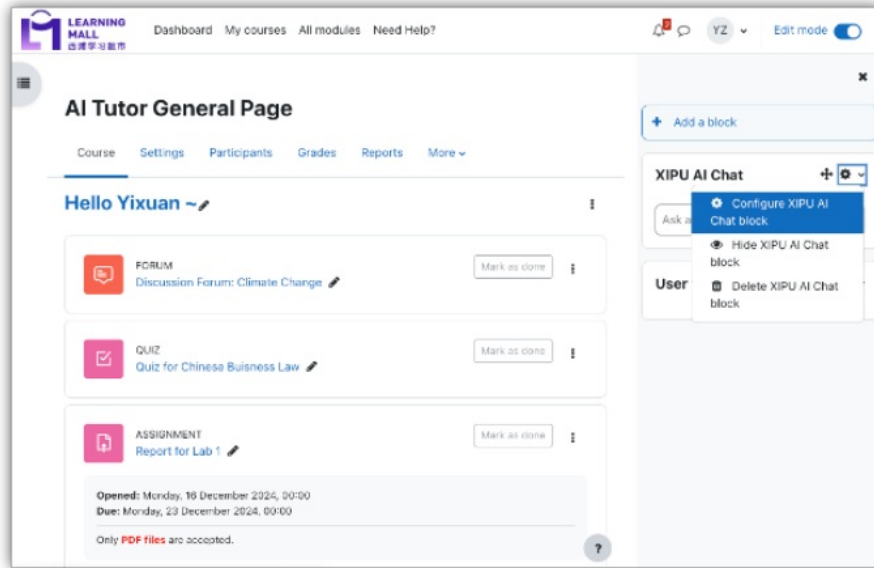 LEARNING
MALL
西浦学习超市
Dashboard My courses All modules Need Help?
YZ
Edit mode
AI Tutor General Page
Course Settings Participants Grades Reports More
Hello Yixuan ~
FORUM
Discussion Forum: Climate Change
Mark as done
QUIZ
Quiz for Chinese Buisness Law
Mark as done
ASSIGNMENT
Report for Lab 1
Mark as done
Opened: Monday, 16 December 2024, 00:00
Due: Monday, 23 December 2024, 00:00
Only PDF files are accepted.
?
+ Add a block
XIPU AI Chat
Ask a
Configure XIPU AI
Chat block
Hide XIPU AI Chat
block
Delete XIPU AI Chat
block
User